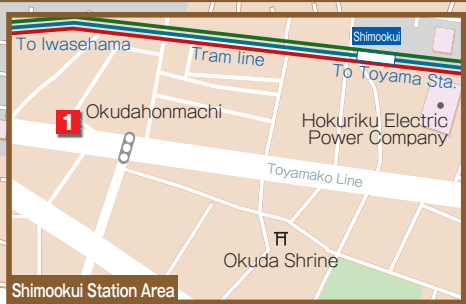 Shimookui
To Iwasehama
Tram line
To Toyama Sta.
1
Okudahonmachi
Hokuriku Electric
Power Company
Toyamako Line
Okuda Shrine
Shimookui Station Area